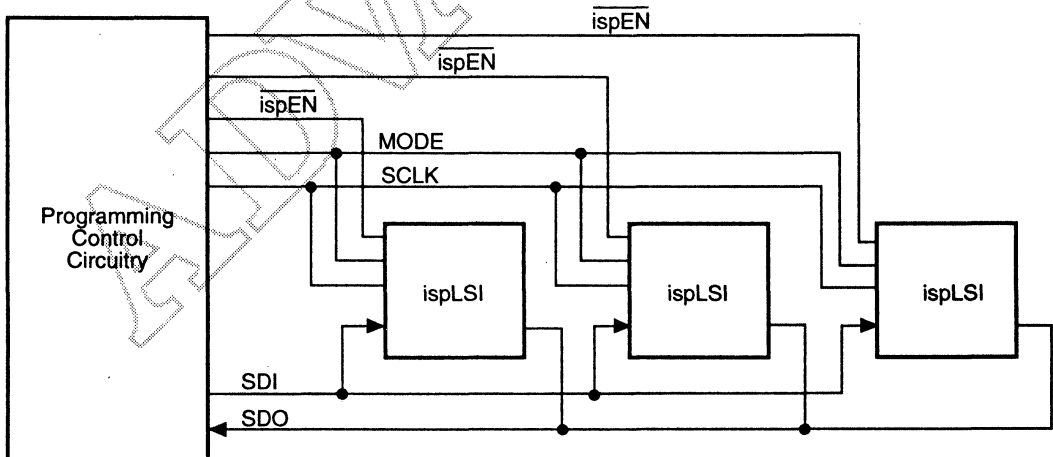 ispEN
ispEN
ispEN
MODE
SCLK
Programming
Control
Circuitry
ispLSI
ispLSI
ispLSI
SDI
SDO